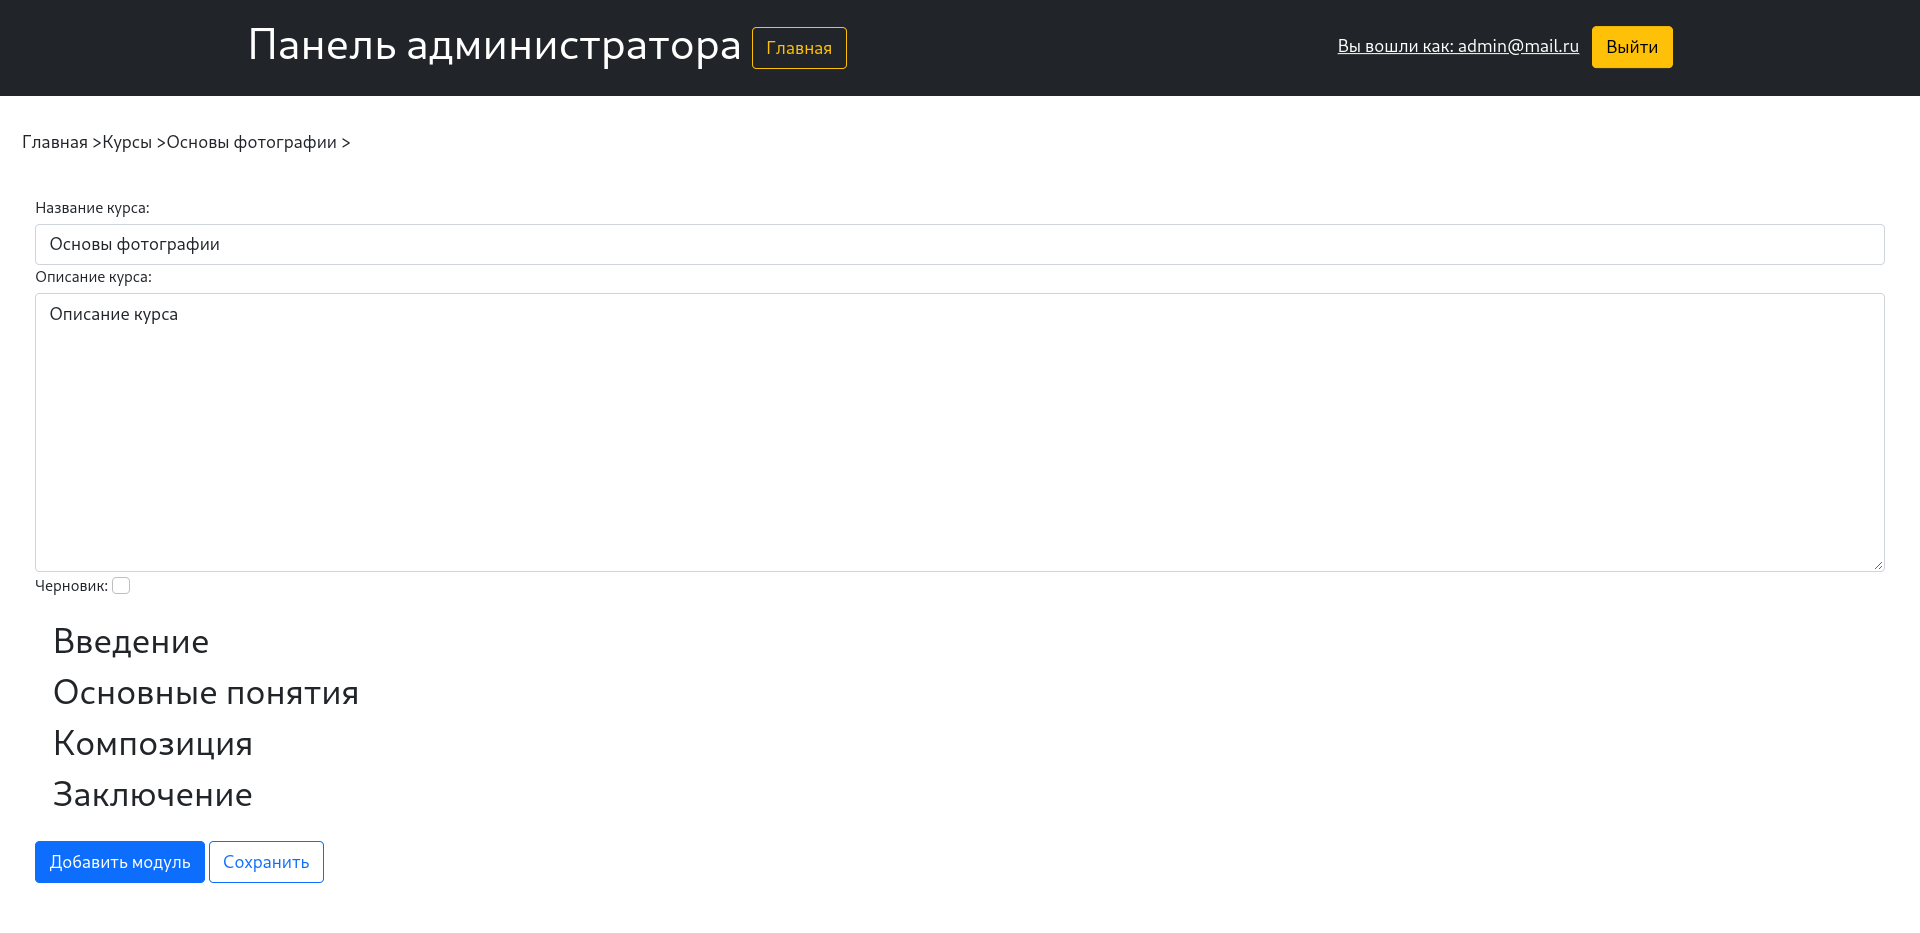 Панель администратора Главная Вы вошли как: admin@mail.ru Выйти
Главная >Курсы >Основы фотографии >
Название курса:
Основы фотографии
Описание курса:
Описание курса
Черновик:
Введение
Основные понятия
Композиция
Заключение
Добавить модуль Сохранить